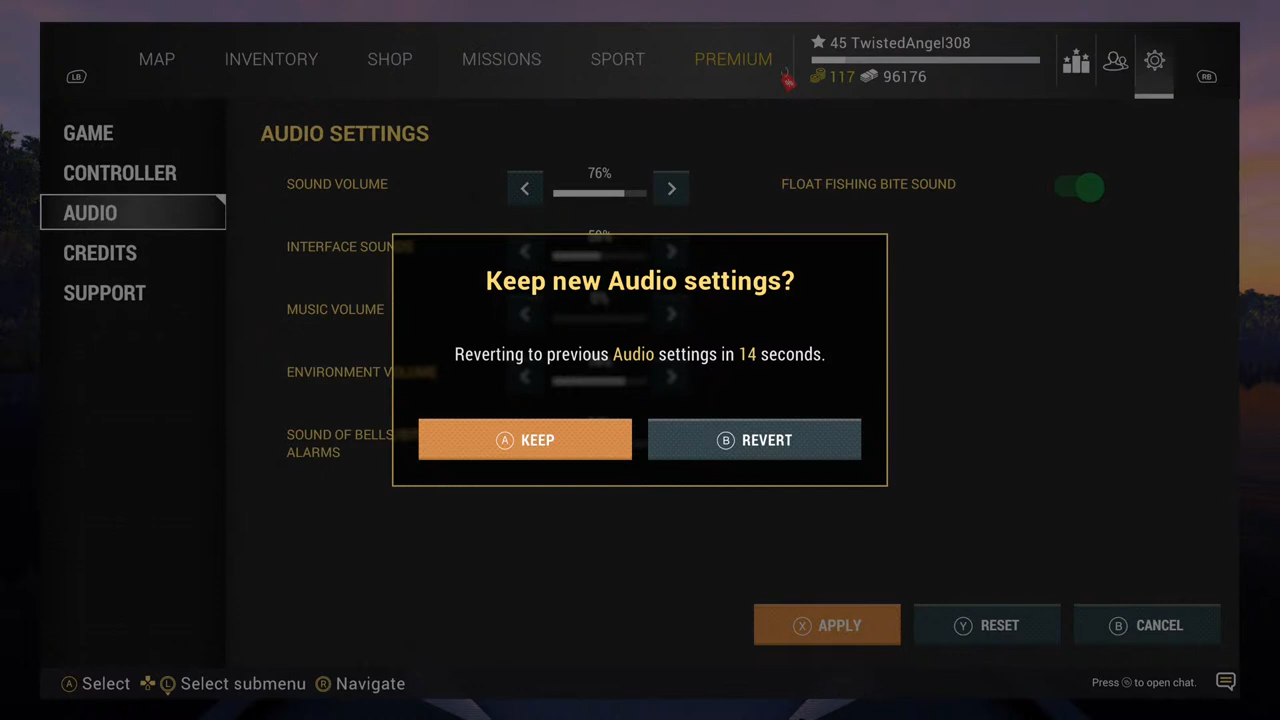 MAP INVENTORY SHOP MISSIONS SPORT PREMIUM
45 TwistedAngel308
117 96176
LB
RB
GAME
CONTROLLER
AUDIO
CREDITS
SUPPORT
AUDIO SETTINGS
SOUND VOLUME
76%
FLOAT FISHING BITE SOUND
INTERFACE SOUNDS
MUSIC VOLUME
ENVIRONMENT VOLUME
SOUND OF BELLS
ALARMS
Keep new Audio settings?
Reverting to previous Audio settings in 14 seconds.
A KEEP
B REVERT
X APPLY
Y RESET
B CANCEL
A Select L Select submenu R Navigate
Press to open chat.